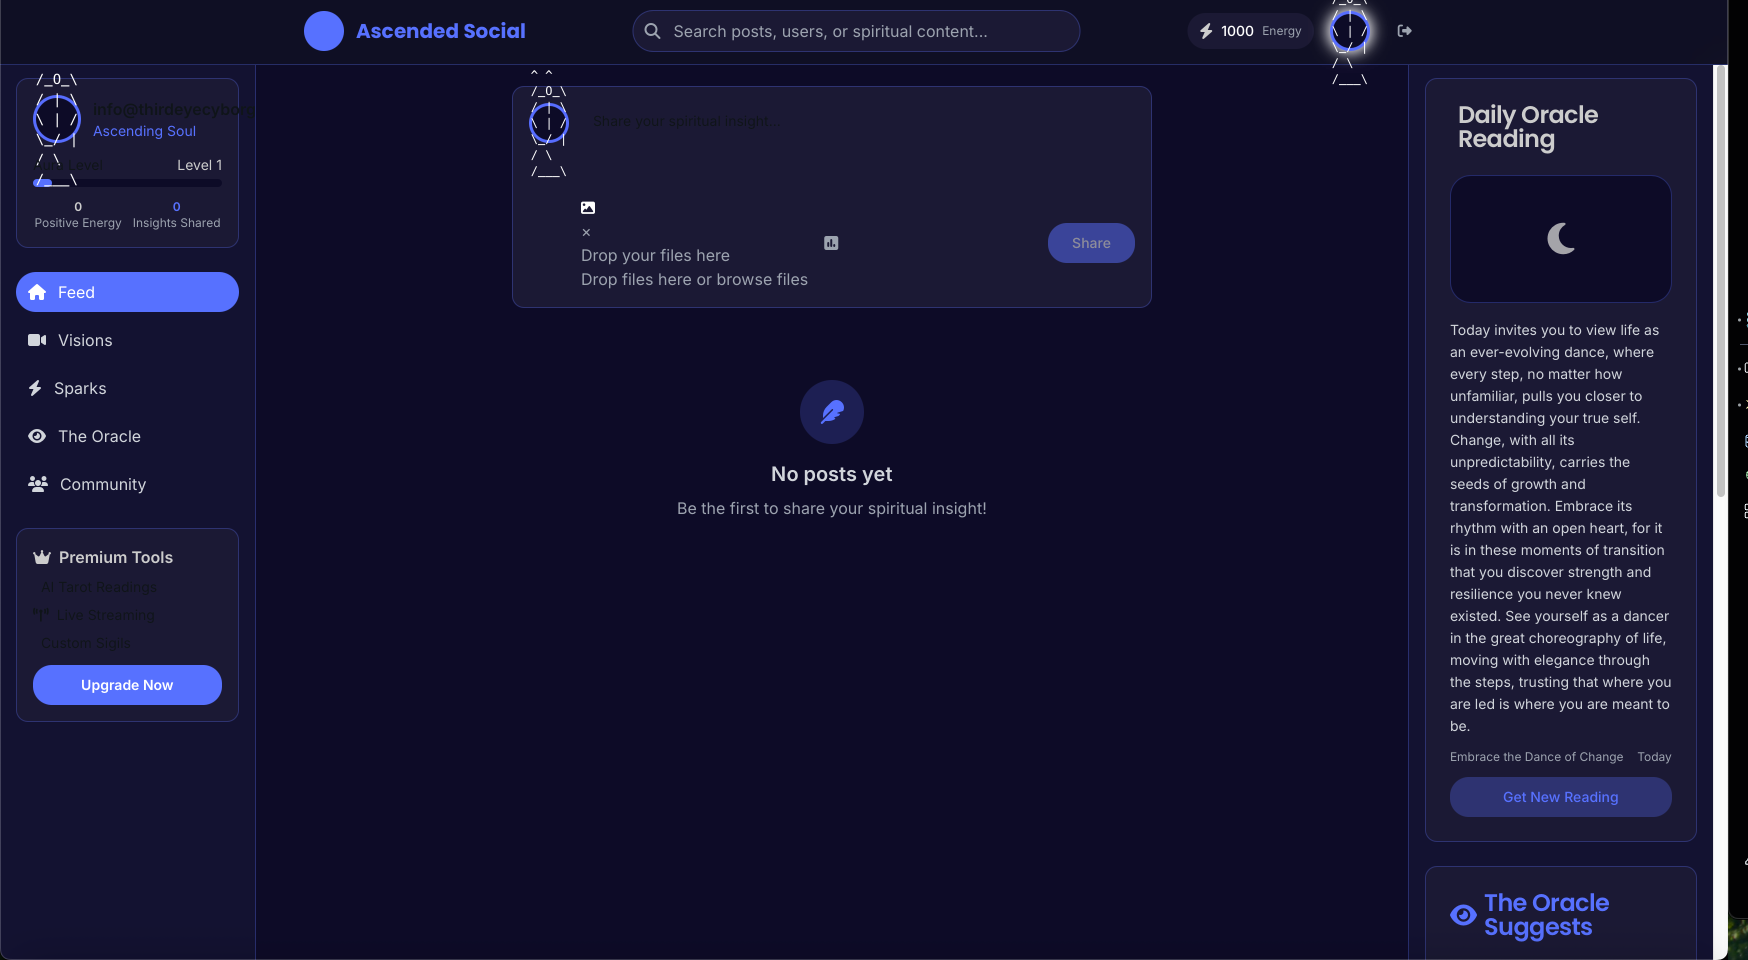 Ascended Social
Search posts, users, or spiritual content...
1000 Energy
info@thirdeyecybo
Ascending Soul
Level
Level 1
0
Positive Energy
0
Insights Shared
Feed
Visions
Sparks
The Oracle
Community
Premium Tools
AI Tarot Readings
Live Streaming
Custom Sigils
Upgrade Now
Share your spiritual insight...
×
Drop your files here
Drop files here or browse files
Share
No posts yet
Be the first to share your spiritual insight!
Daily Oracle
Reading
Today invites you to view life as
an ever-evolving dance, where
every step, no matter how
unfamiliar, pulls you closer to
understanding your true self.
Change, with all its
unpredictability, carries the
seeds of growth and
transformation. Embrace its
rhythm with an open heart, for it
is in these moments of transition
that you discover strength and
resilience you never knew
existed. See yourself as a dancer
in the great choreography of life,
moving with elegance through
the steps, trusting that where you
are led is where you are meant to
be.
Embrace the Dance of Change Today
Get New Reading
The Oracle
Suggests